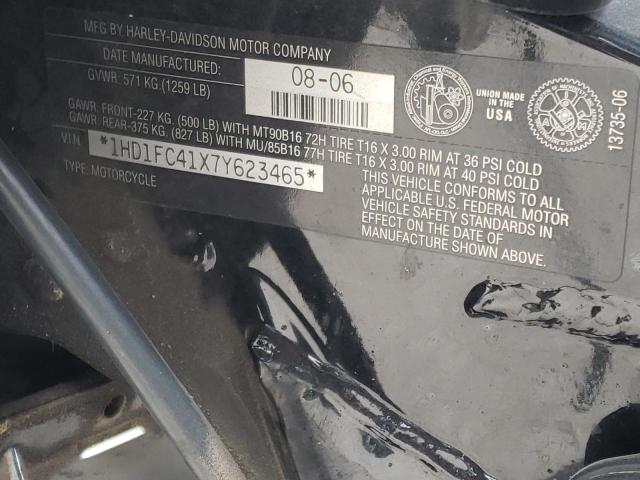 MFG BY HARLEY-DAVIDSON MOTOR COMPANY
DATE MANUFACTURED: 08-06
GVWR: 571 KG. (1259 LB)
GAWR: FRONT-227 KG. (500 LB) WITH MT90B16 72H TIRE T16 X 3.00 RIM AT 36 PSI COLD
GAWR: REAR-375 KG. (827 LB) WITH MU/85B16 77H TIRE T16 X 3.00 RIM AT 40 PSI COLD
V.I.N. *1HD1FC41X7Y623465*
TYPE: MOTORCYCLE
THIS VEHICLE CONFORMS TO ALL
APPLICABLE U.S. FEDERAL MOTOR
VEHICLE SAFETY STANDARDS IN
EFFECT ON THE DATE OF
MANUFACTURE SHOWN ABOVE.
UNION MADE
IN THE
USA
13735-06